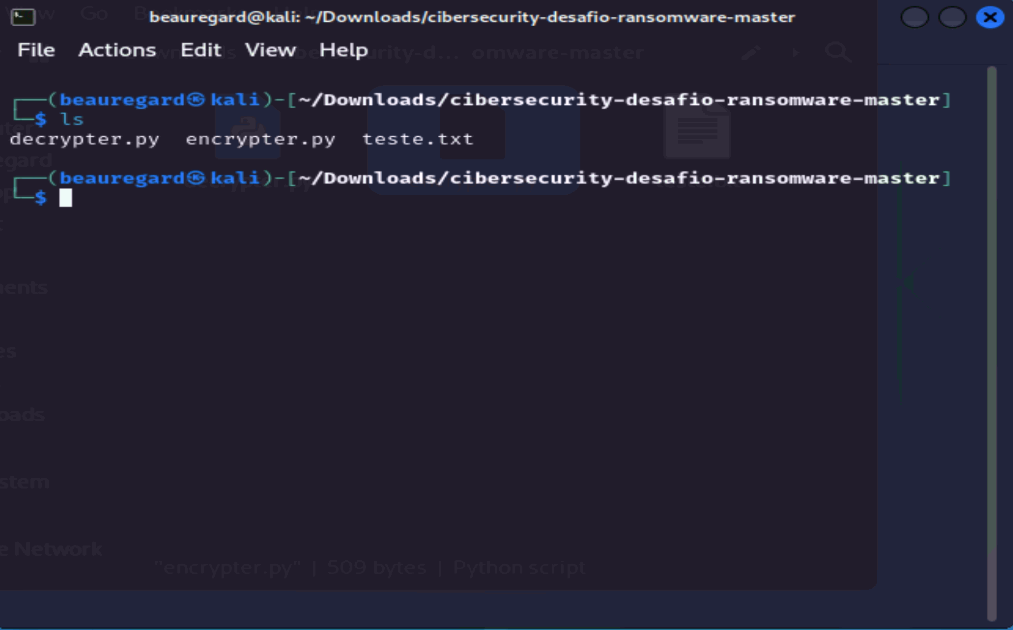 beauregard@kali: ~/Downloads/cibersecurity-desafio-ransomware-master
File Actions Edit View Help
┌──(beauregard㉿kali)-[~/Downloads/cibersecurity-desafio-ransomware-master]
└─$ ls
decrypter.py encrypter.py teste.txt
┌──(beauregard㉿kali)-[~/Downloads/cibersecurity-desafio-ransomware-master]
└─$
"encrypter.py" | 509 bytes | Python script